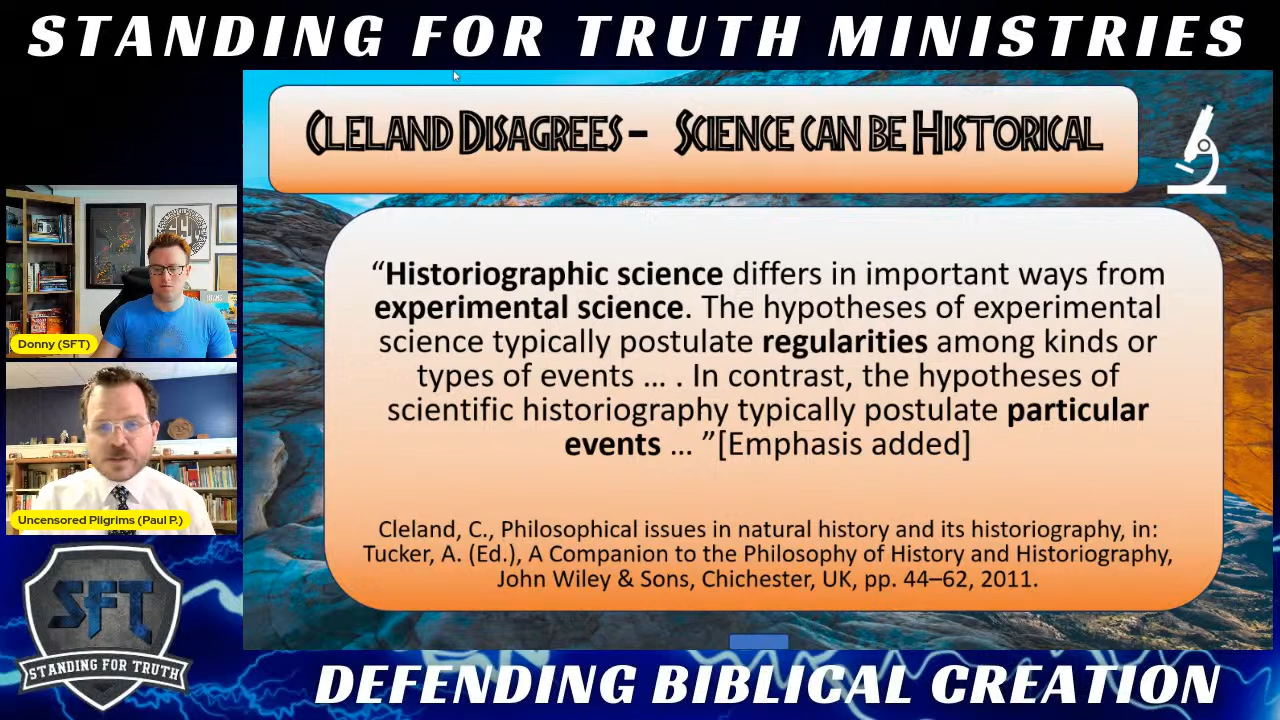 STANDING FOR TRUTH MINISTRIES
CLELAND DISAGREES – SCIENCE CAN BE HISTORICAL
“Historiographic science differs in important ways from
experimental science. The hypotheses of experimental
science typically postulate regularities among kinds or
types of events ... . In contrast, the hypotheses of
scientific historiography typically postulate particular
events ... ”[Emphasis added]
Cleland, C., Philosophical issues in natural history and its historiography, in:
Tucker, A. (Ed.), A Companion to the Philosophy of History and Historiography,
John Wiley & Sons, Chichester, UK, pp. 44–62, 2011.
Donny (SFT)
Uncensored Pilgrims (Paul P.)
SFT
STANDING FOR TRUTH
DEFENDING BIBLICAL CREATION